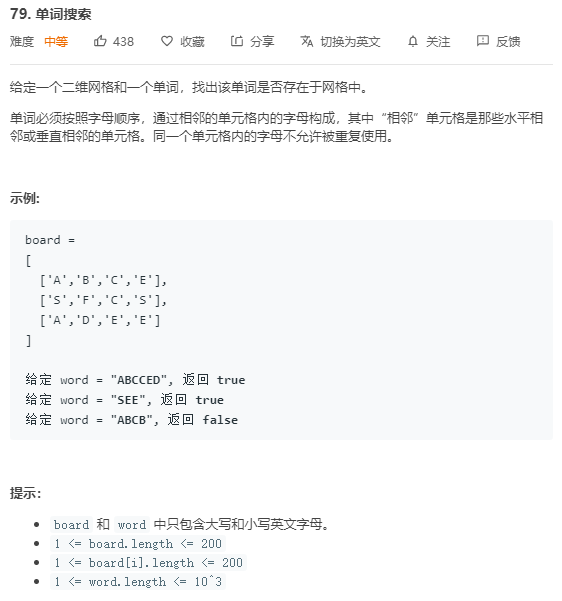 79. 单词搜索
难度 中等 438 收藏 分享 切换为英文 关注 反馈
给定一个二维网格和一个单词，找出该单词是否存在于网格中。
单词必须按照字母顺序，通过相邻的单元格内的字母构成，其中“相邻”单元格是那些水平相
邻或垂直相邻的单元格。同一个单元格内的字母不允许被重复使用。
示例:
board =
[
['A','B','C','E'],
['S','F','C','S'],
['A','D','E','E']
]
给定 word = "ABCCED", 返回 true
给定 word = "SEE", 返回 true
给定 word = "ABCB", 返回 false
提示：
board 和 word 中只包含大写和小写英文字母。
1 <= board.length <= 200
1 <= board[i].length <= 200
1 <= word.length <= 10^3